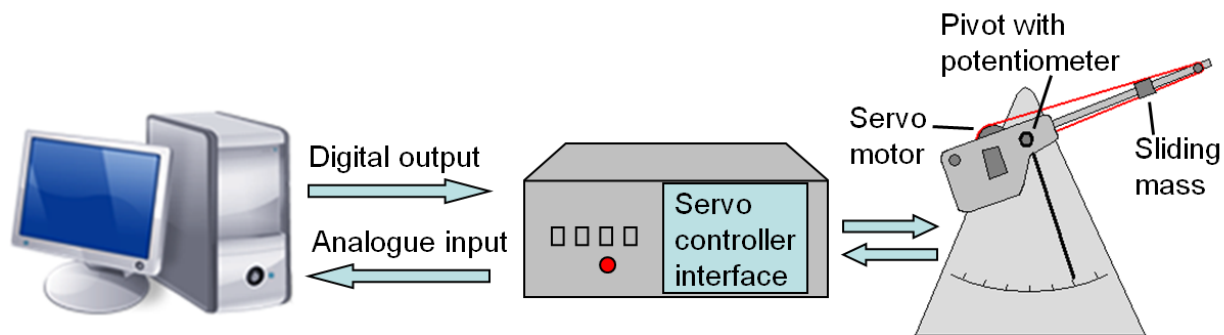 Digital output
Analogue input
Servo
controller
interface
Pivot with
potentiometer
Servo
motor
Sliding
mass